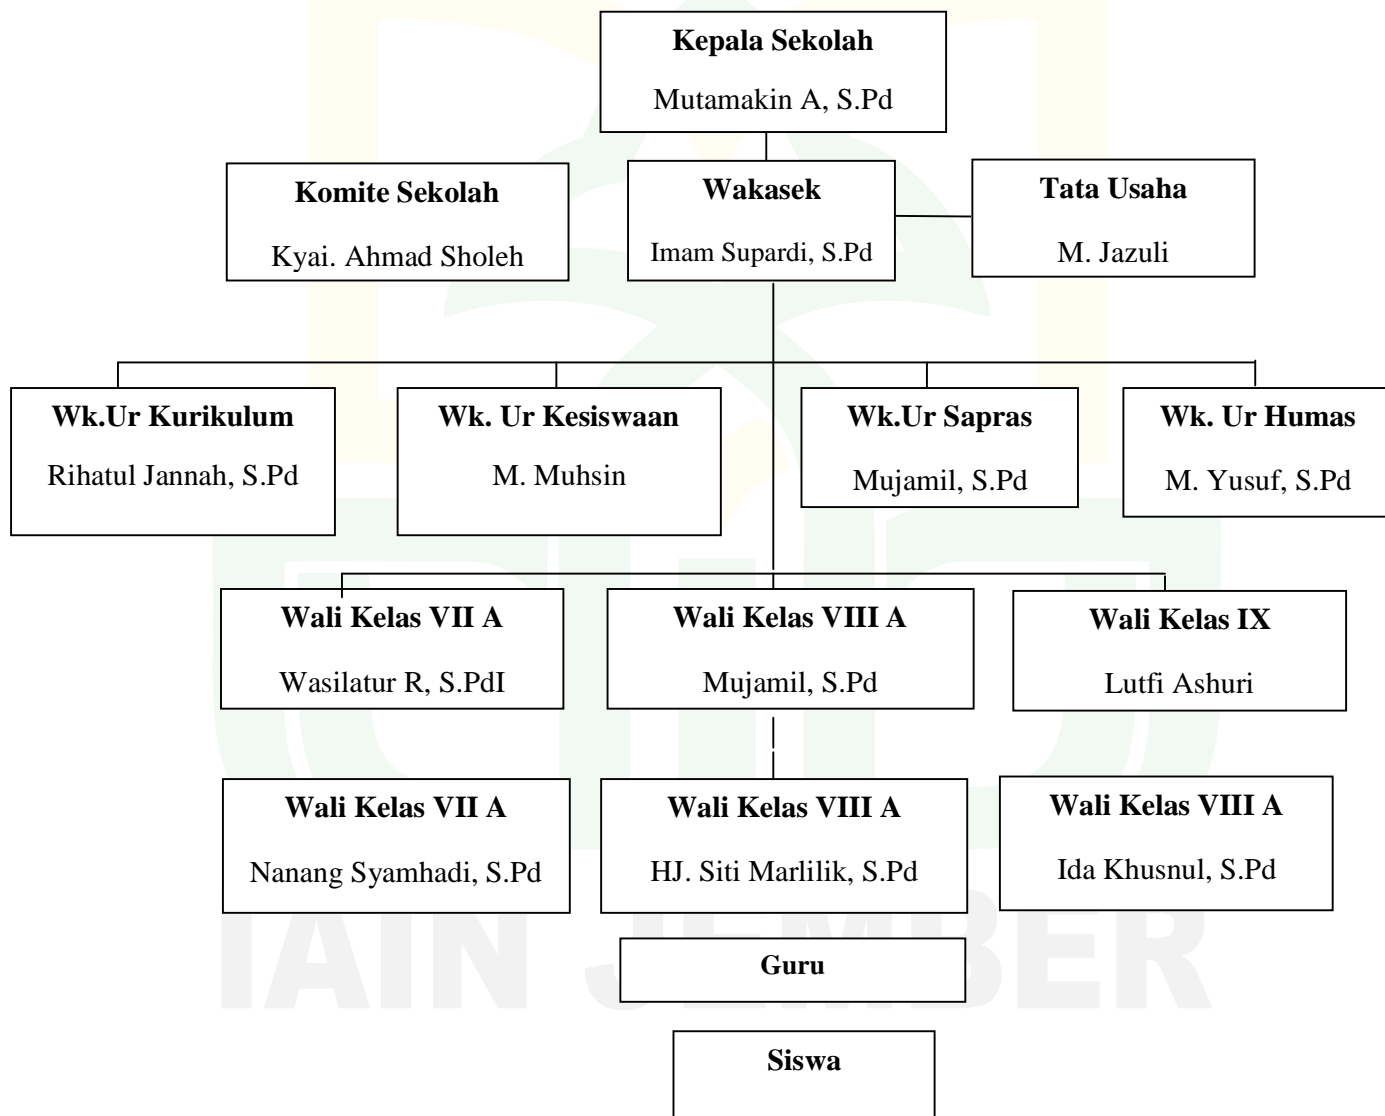 Kepala Sekolah
Mutamakin A, S.Pd
Komite Sekolah
Kyai. Ahmad Sholeh
Wakasek
Imam Supardi, S.Pd
Tata Usaha
M. Jazuli
Wk.Ur Kurikulum
Rihatul Jannah, S.Pd
Wk. Ur Kesiswaan
M. Muhsin
Wk.Ur Sapras
Mujamil, S.Pd
Wk. Ur Humas
M. Yusuf, S.Pd
Wali Kelas VII A
Wasilatur R, S.PdI
Wali Kelas VIII A
Mujamil, S.Pd
Wali Kelas IX
Lutfi Ashuri
Wali Kelas VII A
Nanang Syamhadi, S.Pd
Wali Kelas VIII A
HJ. Siti Marlilik, S.Pd
Wali Kelas VIII A
Ida Khusnul, S.Pd
IAIN JEMBER
Guru
Siswa